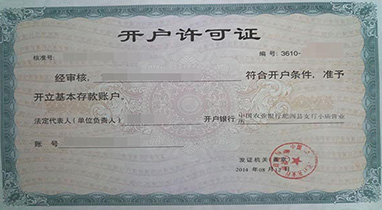 开户许可证
核准号: 编号: 3610-
经审核, 符合开户条件, 准予
开立基本存款账户。
法定代表人(单位负责人) 开户银行 中国农业银行
账 号
发证机关(盖章)
2014 年